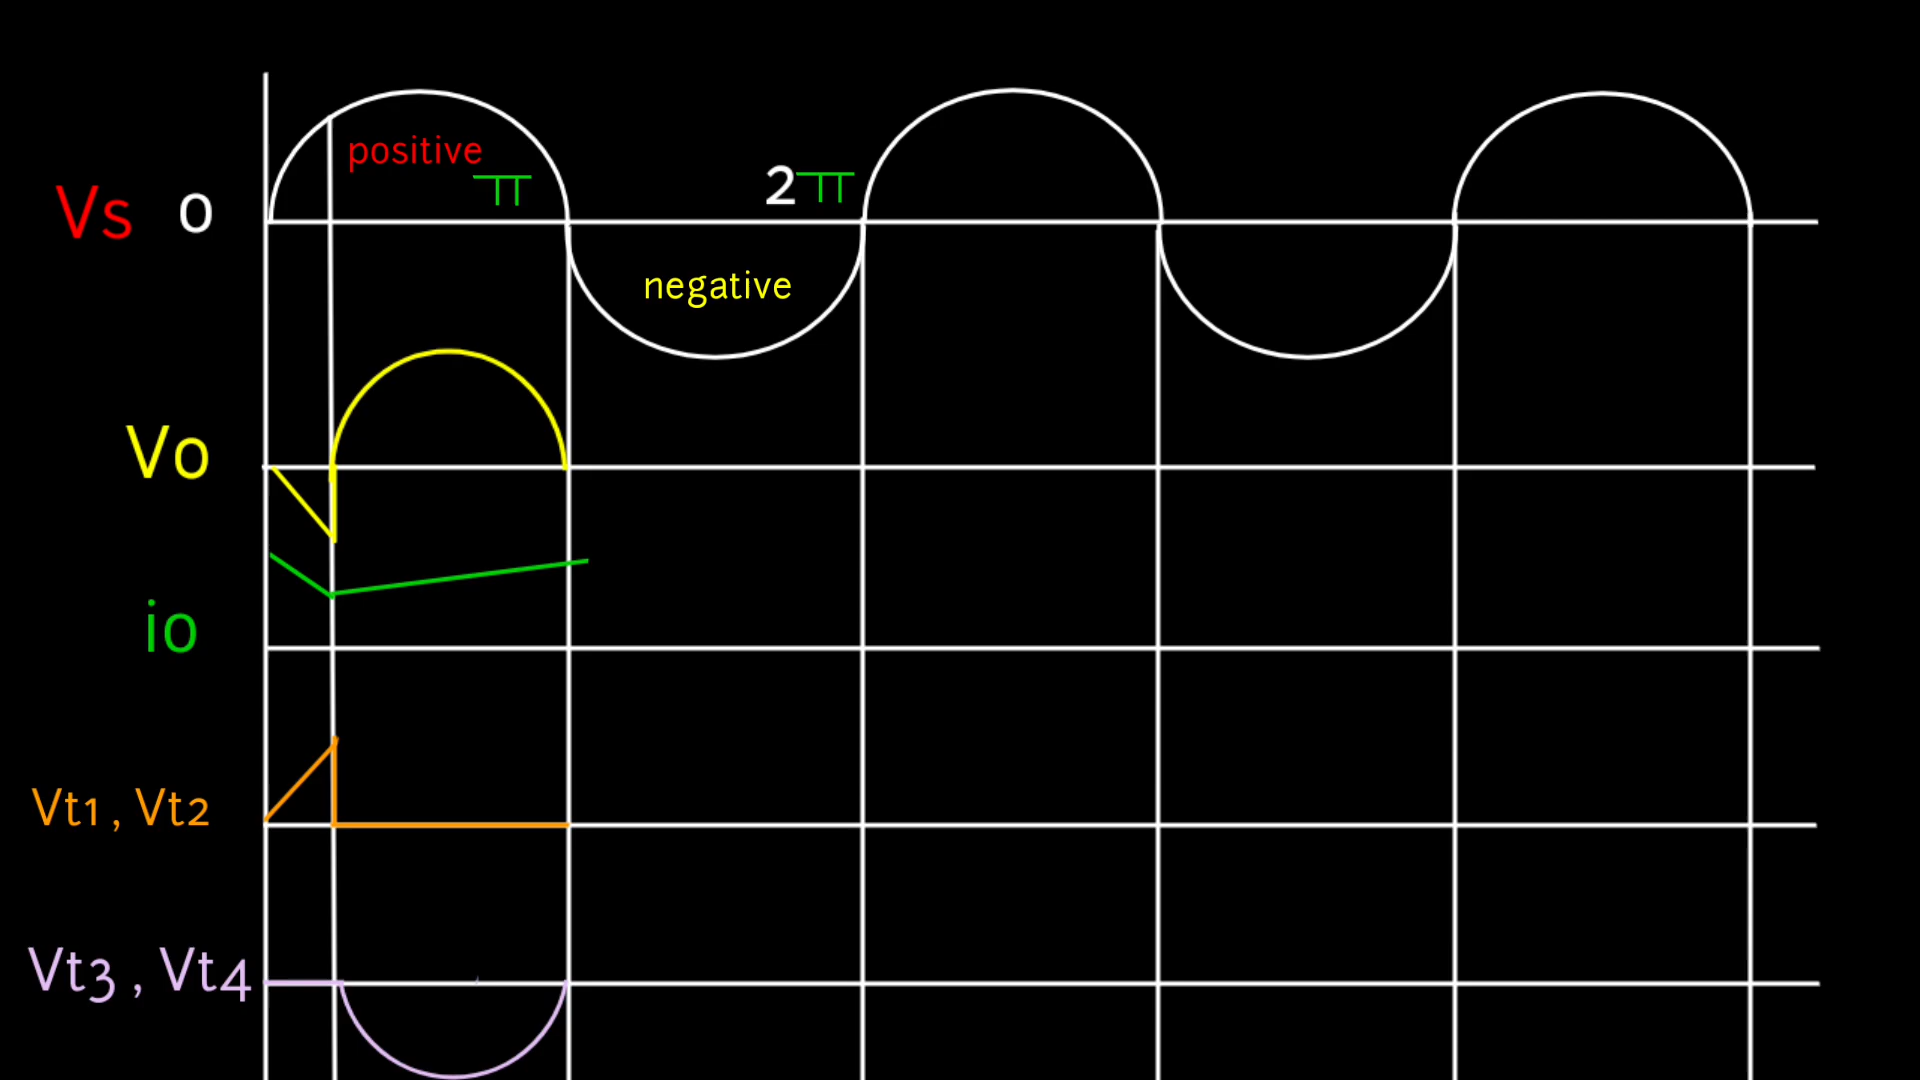 positive
π
2π
Vs 0
negative
Vo
io
Vt1 , Vt2
Vt3 , Vt4